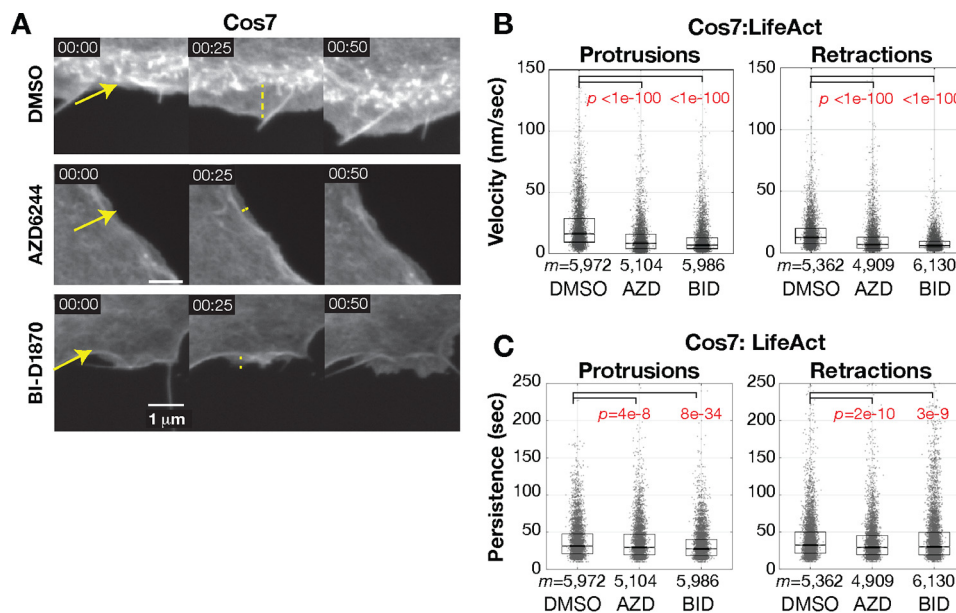 A
Cos7
DMSO
00:00
00:25
00:50
AZD6244
00:00
00:25
00:50
BI-D1870
00:00
00:25
00:50
1 μm
B
Cos7:LifeAct
Protrusions
Retractions
Velocity (nm/sec)
150
100
50
0
p <1e-100
<1e-100
m=5,972
5,104
5,986
DMSO
AZD
BID
150
100
50
0
p <1e-100
<1e-100
m=5,362
4,909
6,130
DMSO
AZD
BID
C
Cos7: LifeAct
Protrusions
Retractions
Persistence (sec)
250
200
150
100
50
0
p=4e-8
8e-34
m=5,972
5,104
5,986
DMSO
AZD
BID
250
200
150
100
50
0
p=2e-10
3e-9
m=5,362
4,909
6,130
DMSO
AZD
BID